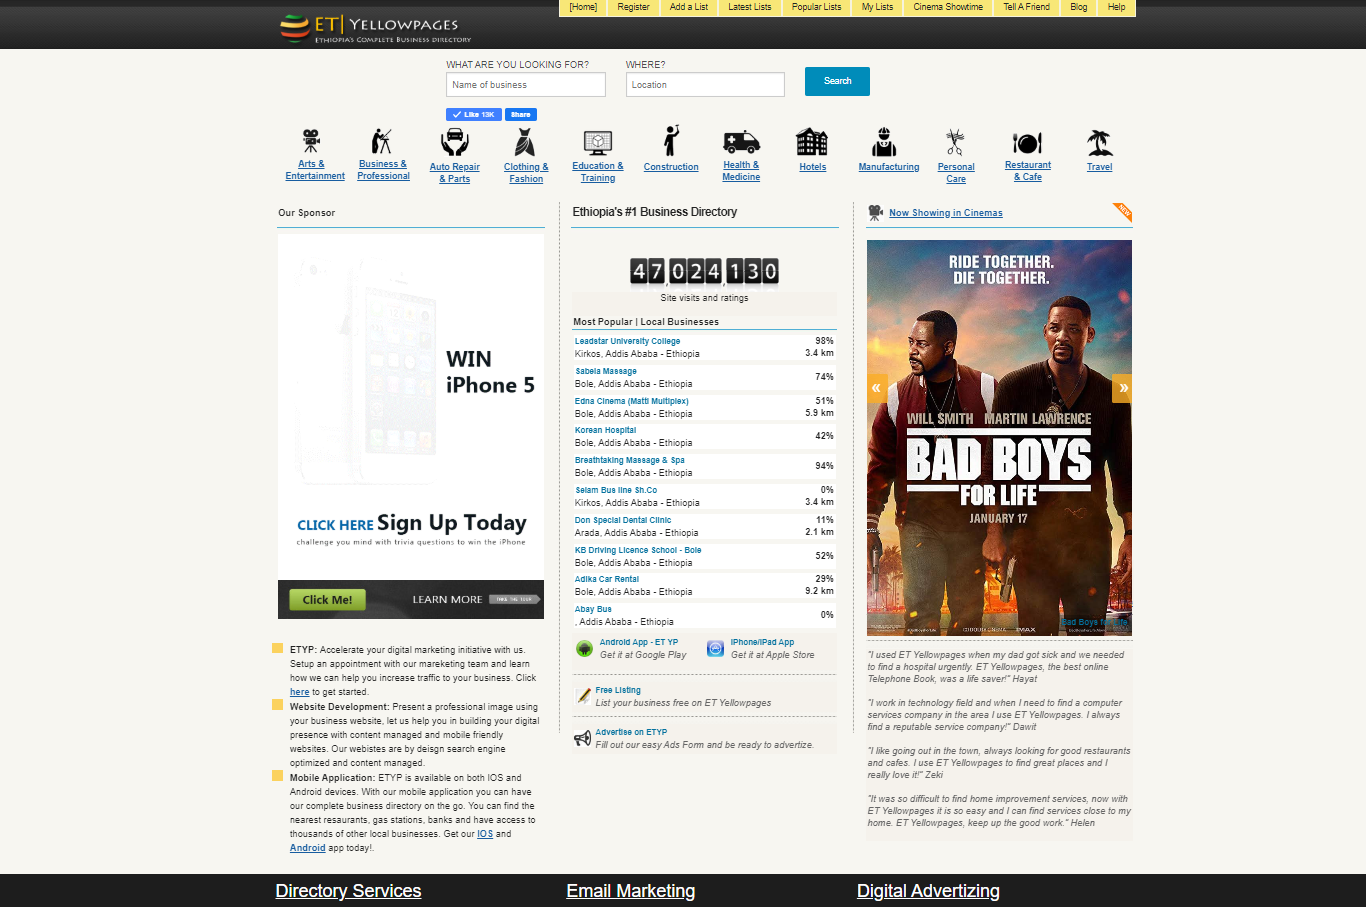 [Home] Register Add a List Latest Lists Popular Lists My Lists Cinema Showtime Tell A Friend Blog Help
ET| YELLOWPAGES
ETHIOPIA'S COMPLETE BUSINESS DIRECTORY
WHAT ARE YOU LOOKING FOR? WHERE?
Name of business Location Search
Like 13K Share
Arts & Entertainment
Business & Professional
Auto Repair & Parts
Clothing & Fashion
Education & Training
Construction
Health & Medicine
Hotels
Manufacturing
Personal Care
Restaurant & Cafe
Travel
Our Sponsor
WIN
iPhone 5
CLICK HERE Sign Up Today
challenge you mind with trivia questions to win the iPhone
Click Me! LEARN MORE TAKE THE TOUR
ETYP: Accelerate your digital marketing initiative with us.
Setup an appointment with our mareketing team and learn
how we can help you increase traffic to your business. Click
here to get started.
Website Development: Present a professional image using
your business website, let us help you in building your digital
presence with content managed and mobile friendly
websites. Our webistes are by deisgn search engine
optimized and content managed.
Mobile Application: ETYP is available on both IOS and
Android devices. With our mobile application you can have
our complete business directory on the go. You can find the
nearest resaurants, gas stations, banks and have access to
thousands of other local businesses. Get our IOS and
Android app today!.
Ethiopia's #1 Business Directory
47,024,130
Site visits and ratings
Most Popular | Local Businesses
Leadstar University College 98%
Kirkos, Addis Ababa - Ethiopia 3.4 km
Sabela Massage
Bole, Addis Ababa - Ethiopia 74%
Edna Cinema (Matti Multiplex) 51%
Bole, Addis Ababa - Ethiopia 5.9 km
Korean Hospital
Bole, Addis Ababa - Ethiopia 42%
Breathtaking Massage & Spa
Bole, Addis Ababa - Ethiopia 94%
Selam Bus line Sh.Co 0%
Kirkos, Addis Ababa - Ethiopia 3.4 km
Don Special Dental Clinic 11%
Arada, Addis Ababa - Ethiopia 2.1 km
KB Driving Licence School - Bole
Bole, Addis Ababa - Ethiopia 52%
Adika Car Rental 29%
Bole, Addis Ababa - Ethiopia 9.2 km
Abay Bus
, Addis Ababa - Ethiopia 0%
Android App - ET YP iPhone/iPad App
Get it at Google Play Get it at Apple Store
Free Listing
List your business free on ET Yellowpages
Advertise on ETYP
Fill out our easy Ads Form and be ready to advertize.
Now Showing in Cinemas NEW
RIDE TOGETHER.
DIE TOGETHER.
« »
WILL SMITH MARTIN LAWRENCE
BAD BOYS
FOR LIFE
JANUARY 17
Bad Boys for Life
IMAX
"I used ET Yellowpages when my dad got sick and we needed
to find a hospital urgently. ET Yellowpages, the best online
Telephone Book, was a life saver!" Hayat
"I work in technology field and when I need to find a computer
services company in the area I use ET Yellowpages. I always
find a reputable service company!" Dawit
"I like going out in the town, always looking for good restaurants
and cafes. I use ET Yellowpages to find great places and I
really love it!" Zeki
"It was so difficult to find home improvement services, now with
ET Yellowpages it is so easy and I can find services close to my
home. ET Yellowpages, keep up the good work." Helen
Directory Services Email Marketing Digital Advertizing